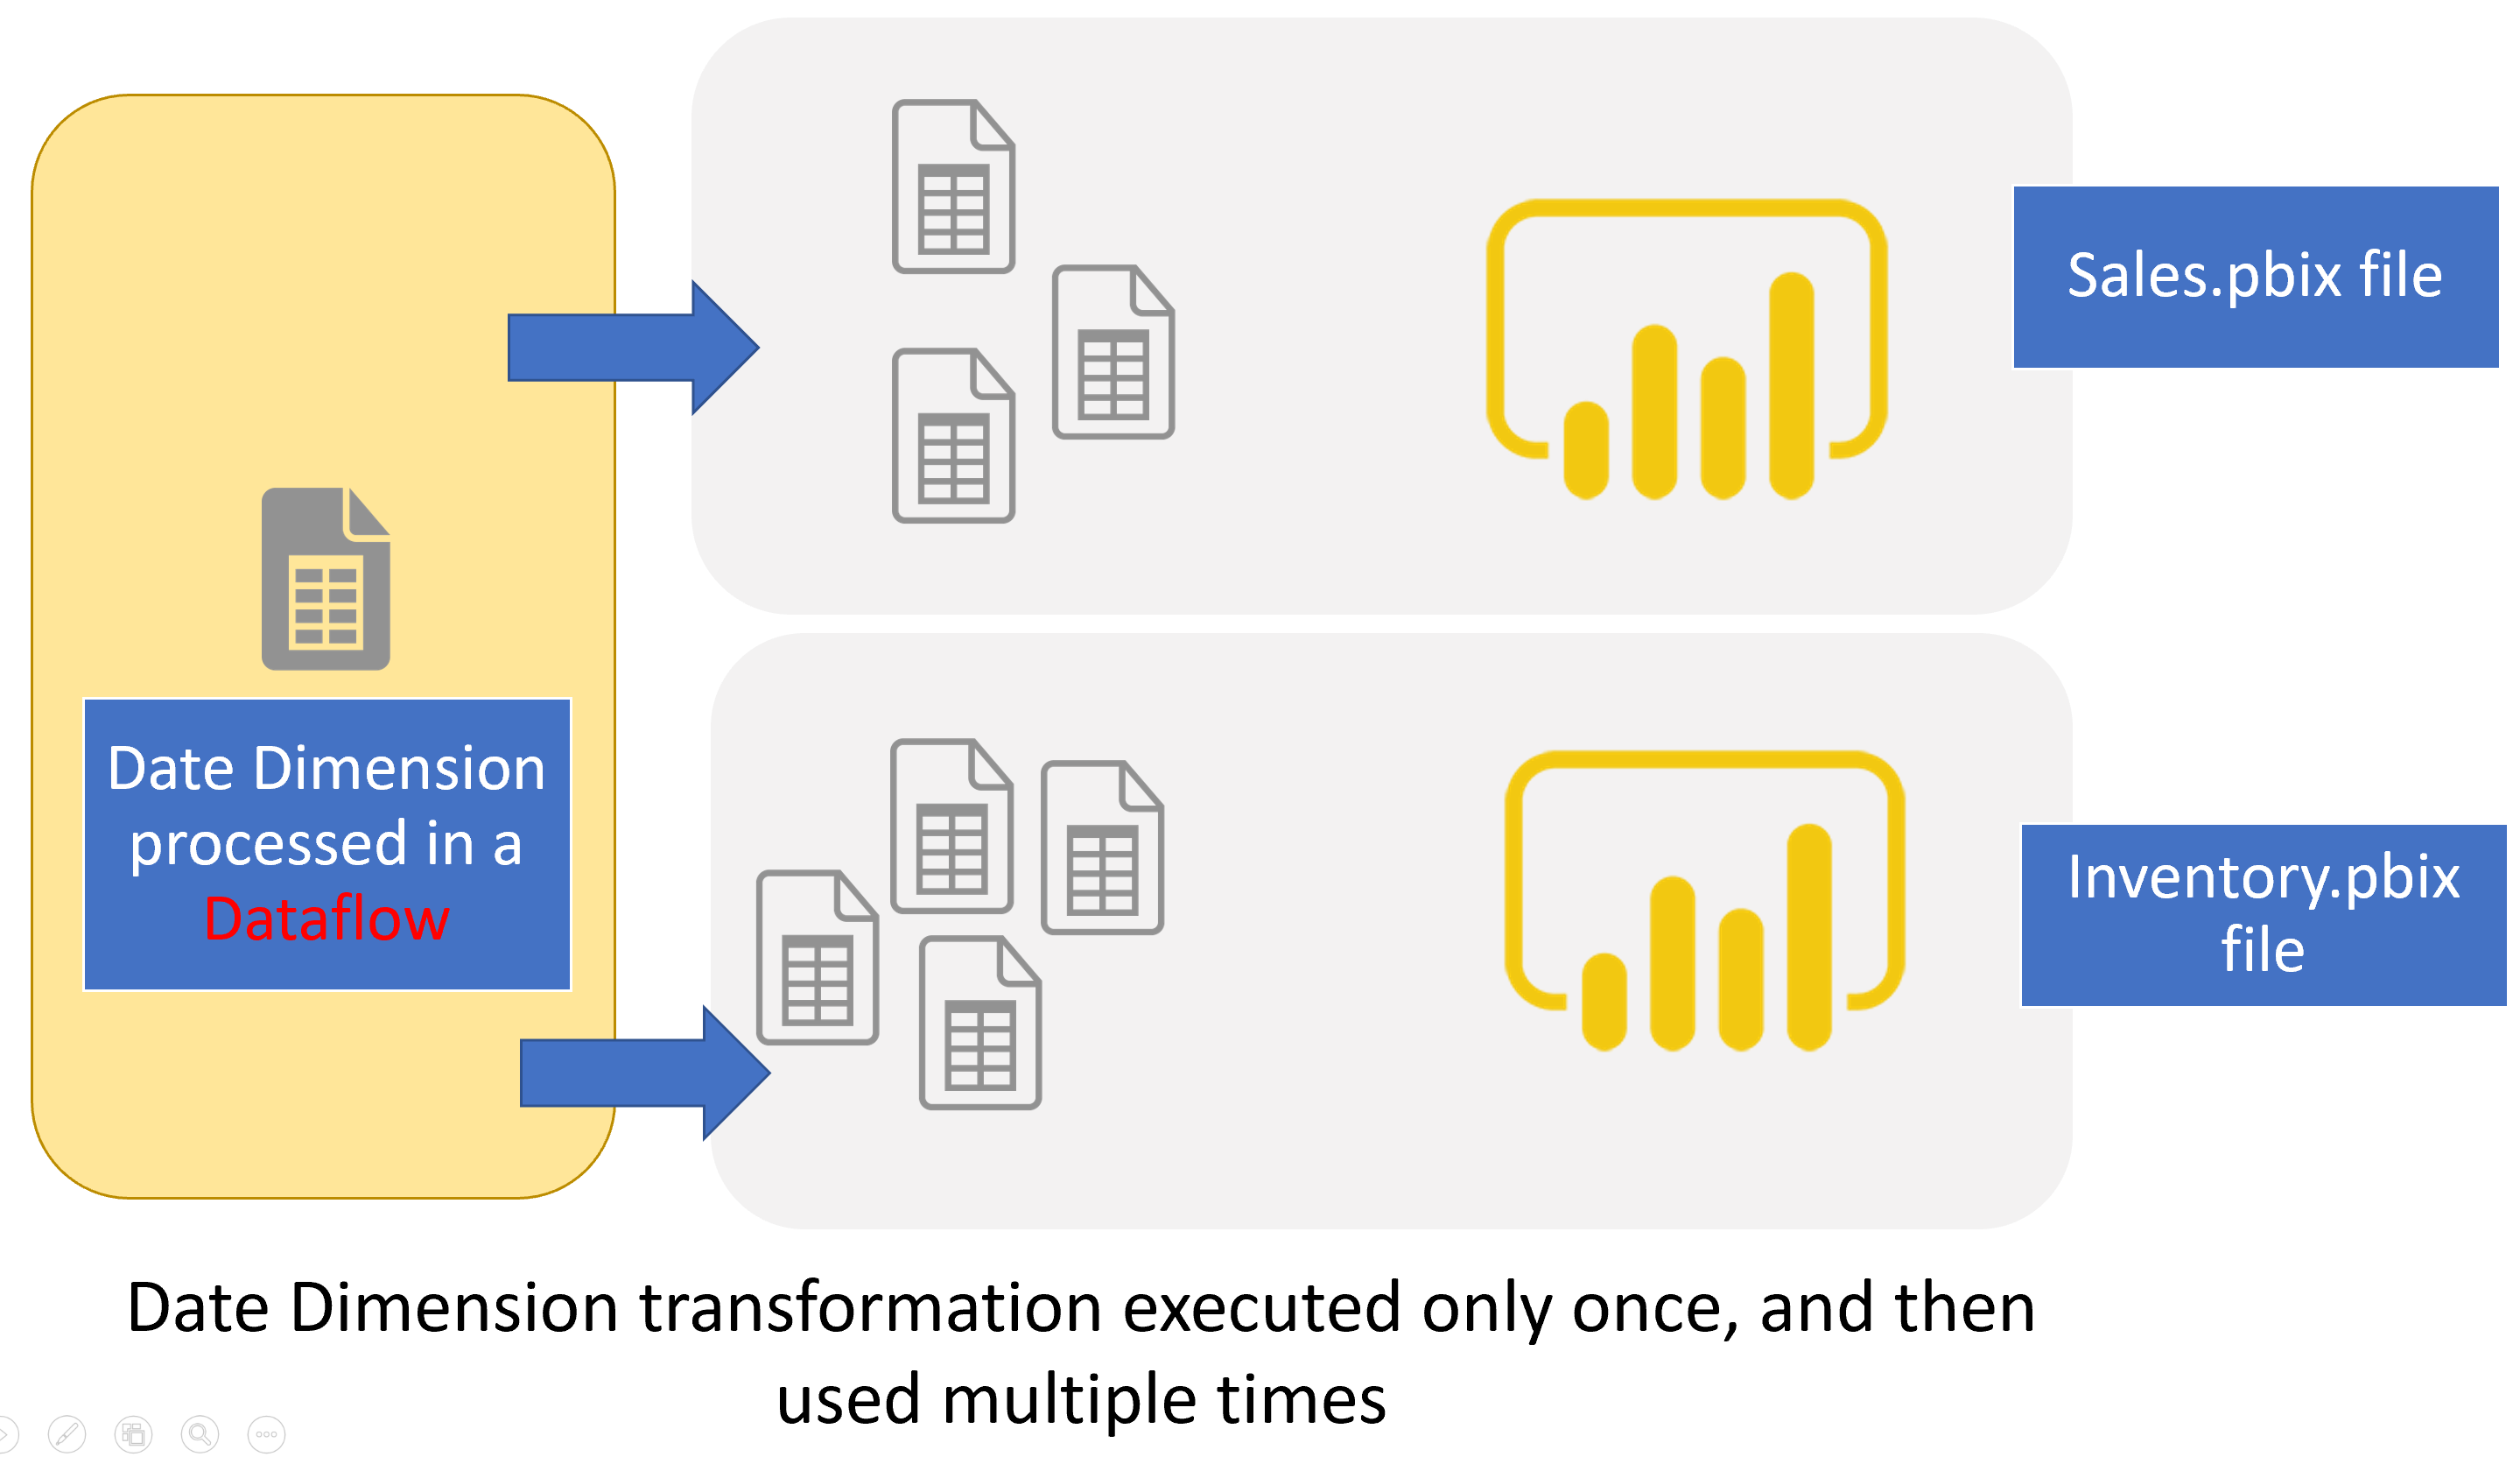 Sales.pbix file
Date Dimension
processed in a
Dataflow
Inventory.pbix
file
Date Dimension transformation executed only once, and then
used multiple times